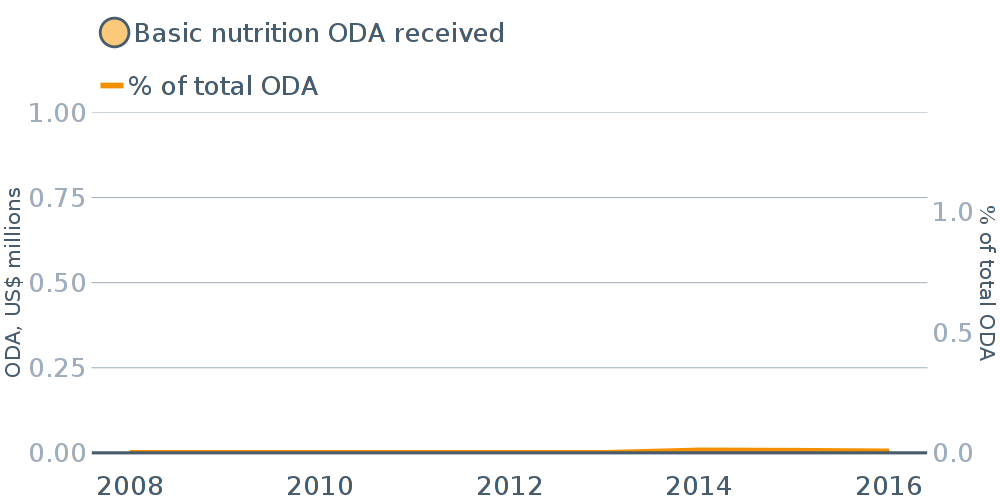 Basic nutrition ODA received
% of total ODA
1.00
0.75
0.50
0.25
0.00
ODA, US$ millions
1.0
0.5
0.0
% of total ODA
2008 2010 2012 2014 2016